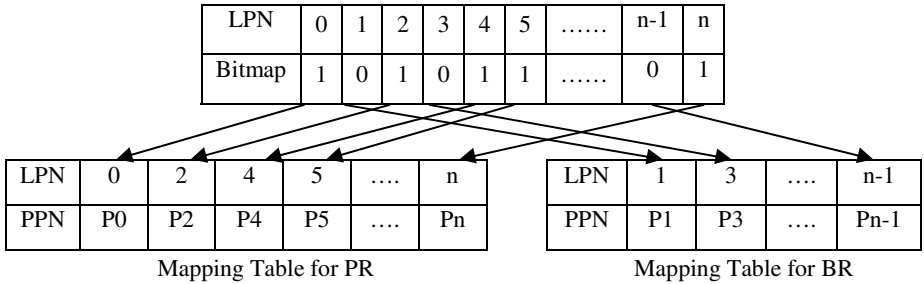 LPN 0 1 2 3 4 5 …… n-1 n
Bitmap 1 0 1 0 1 1 …… 0 1
LPN 0 2 4 5 …. n
PPN P0 P2 P4 P5 …. Pn
Mapping Table for PR
LPN 1 3 …. n-1
PPN P1 P3 …. Pn-1
Mapping Table for BR